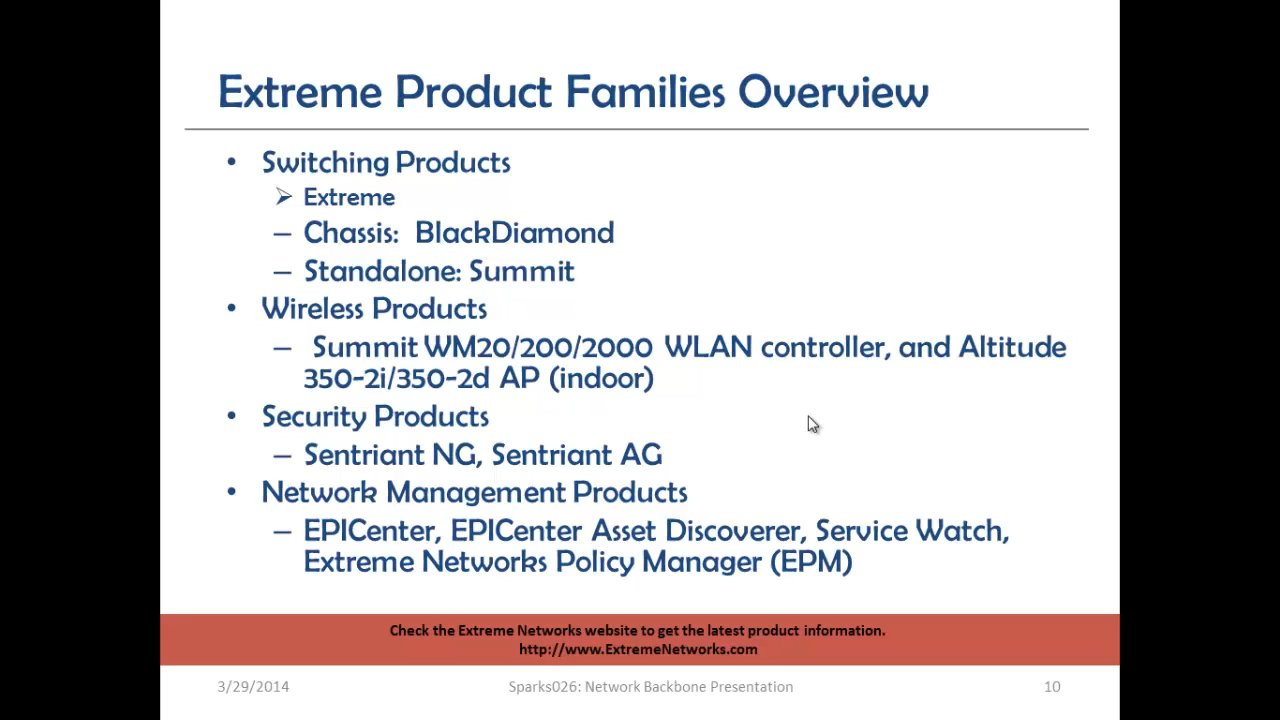 Extreme Product Families Overview
• Switching Products
➢ Extreme
– Chassis: BlackDiamond
– Standalone: Summit
• Wireless Products
– Summit WM20/200/2000 WLAN controller, and Altitude
350-2i/350-2d AP (indoor)
• Security Products
– Sentriant NG, Sentriant AG
• Network Management Products
– EPICenter, EPICenter Asset Discoverer, Service Watch,
Extreme Networks Policy Manager (EPM)
Check the Extreme Networks website to get the latest product information.
http://www.ExtremeNetworks.com
3/29/2014 Sparks026: Network Backbone Presentation 10